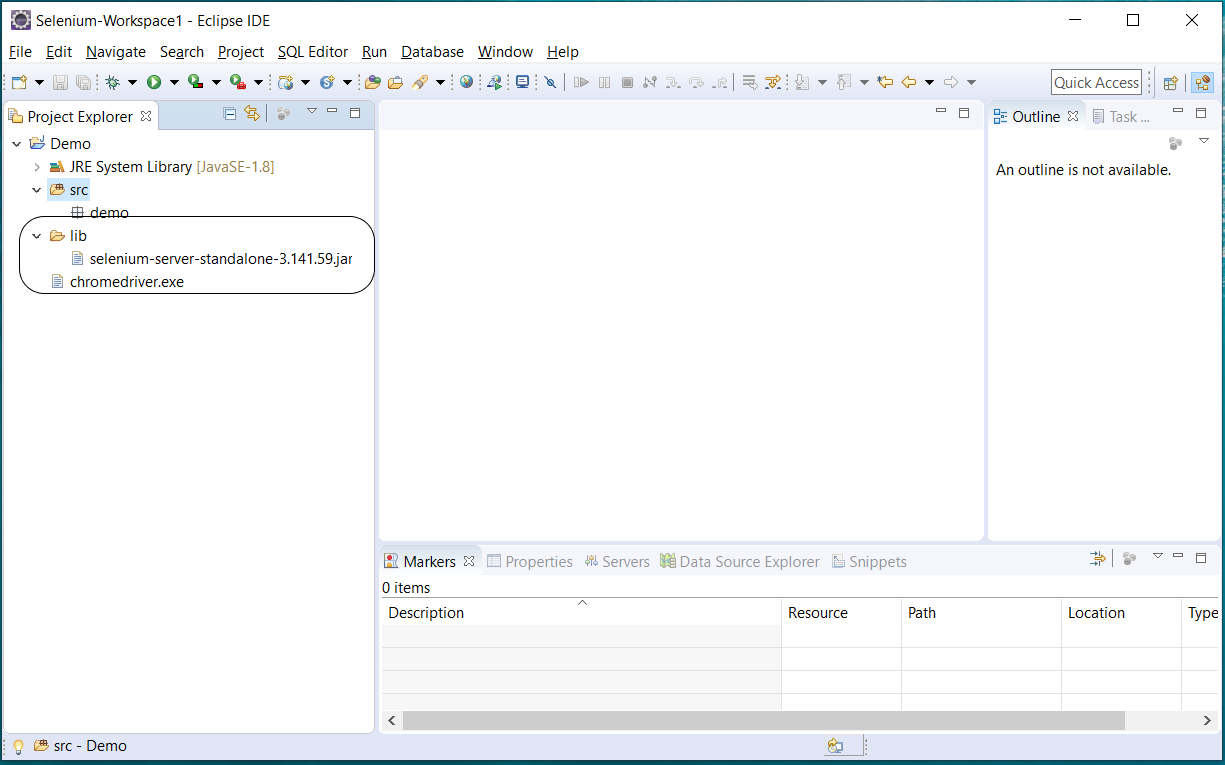 Selenium-Workspace1 - Eclipse IDE
File Edit Navigate Search Project SQL Editor Run Database Window Help
Quick Access
Project Explorer
Demo
JRE System Library [JavaSE-1.8]
src
demo
lib
selenium-server-standalone-3.141.59.jar
chromedriver.exe
Outline Task ...
An outline is not available.
Markers Properties Servers Data Source Explorer Snippets
0 items
Description Resource Path Location Type
src - Demo